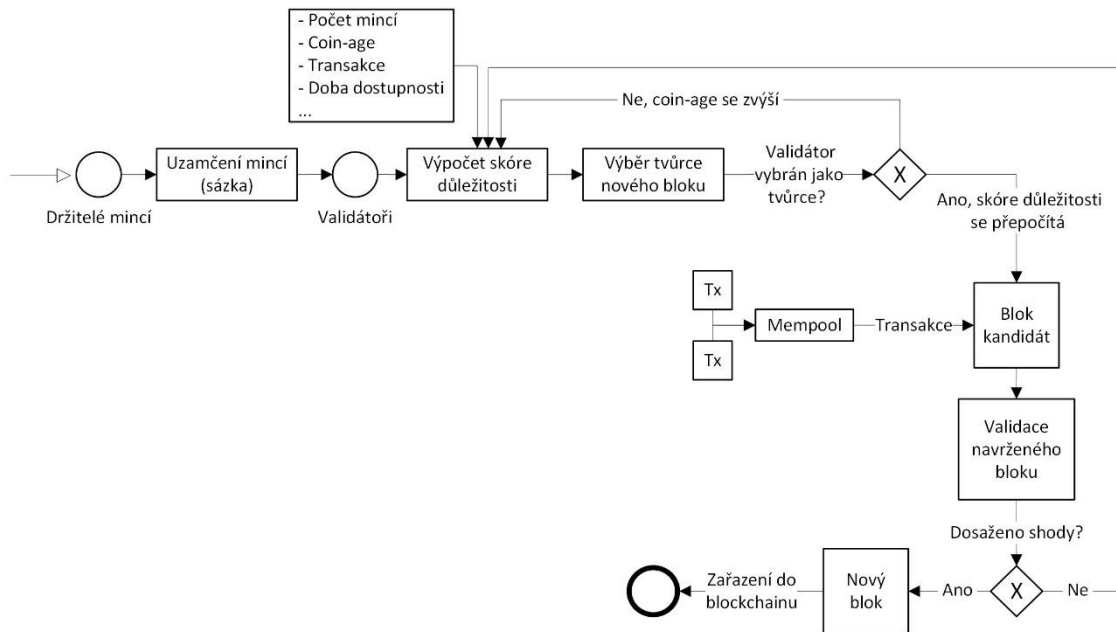 - Počet mincí
- Coin-age
- Transakce
- Doba dostupnosti
...
Ne, coin-age se zvýší
Držitelé mincí
Uzamčení mincí
(sázka)
Validátoři
Výpočet skóre
důležitosti
Výběr tvůrce
nového bloku
Validátor
vybrán jako
tvůrce?
X
Ano, skóre důležitosti
se přepočítá
Tx
Tx
Mempool
Transakce
Blok
kandidát
Validace
navrženého
bloku
Dosaženo shody?
X
Ne
Ano
Nový
blok
Zařazení do
blockchainu